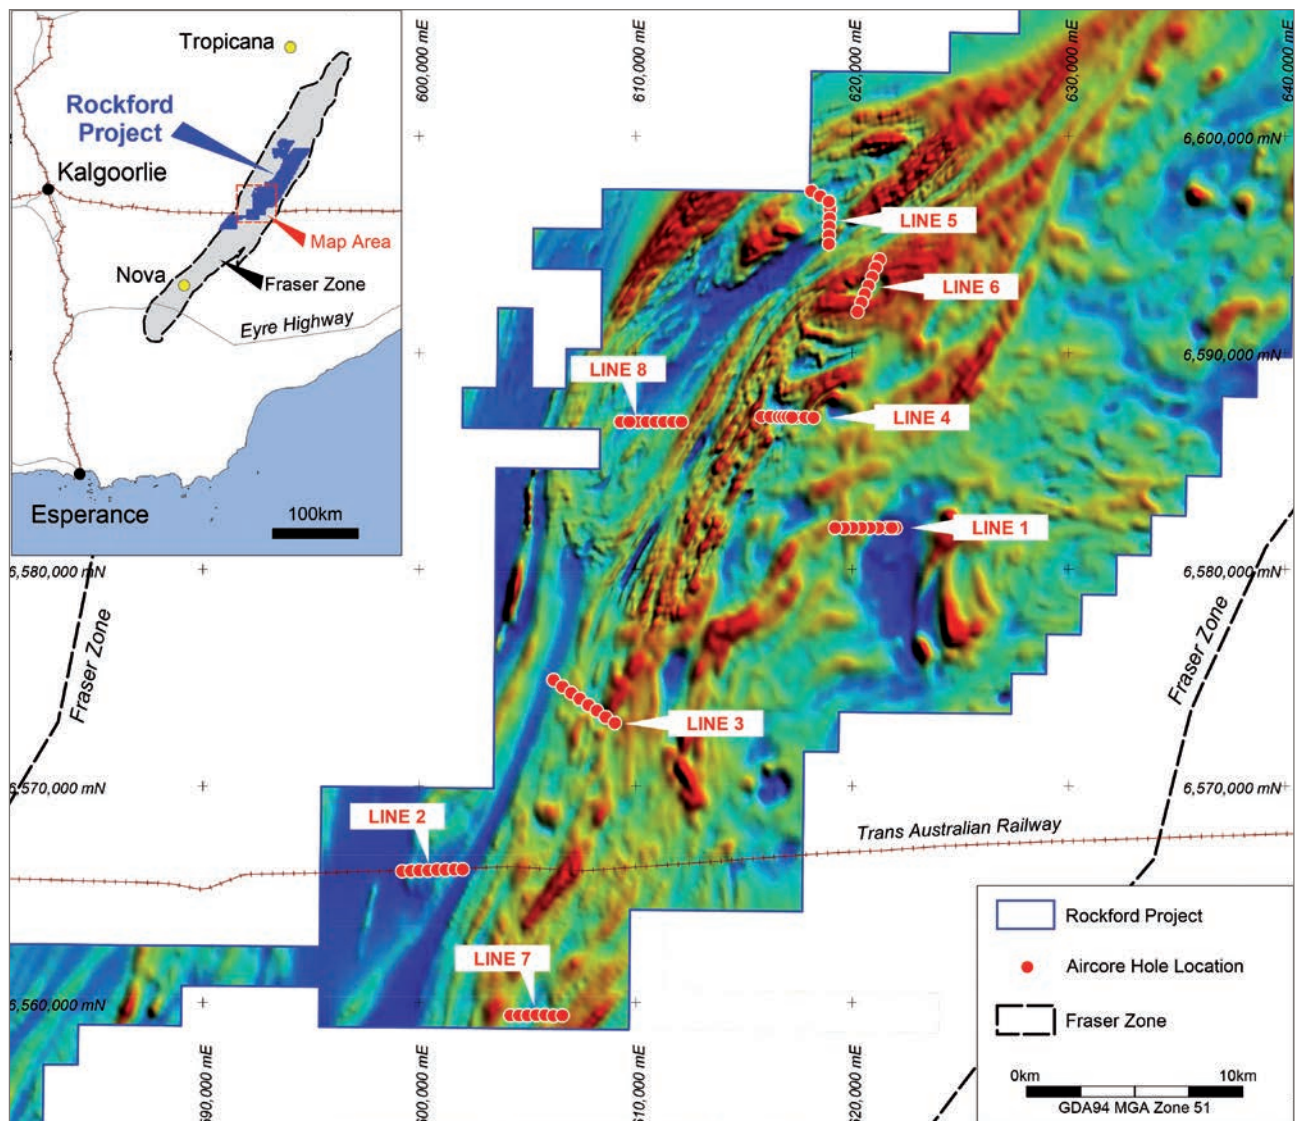 Tropicana
Rockford
Project
Kalgoorlie
Map Area
Nova
Fraser Zone
Eyre Highway
Esperance
100km
600,000 mE
610,000 mE
620,000 mE
630,000 mE
640,000 mE
6,600,000 mN
LINE 5
LINE 6
6,590,000 mN
LINE 8
LINE 4
LINE 1
6,580,000 mN
6,580,000 mN
Fraser Zone
Fraser Zone
LINE 3
6,570,000 mN
6,570,000 mN
LINE 2
Trans Australian Railway
LINE 7
6,560,000 mN
590,000 mE
600,000 mE
610,000 mE
620,000 mE
Rockford Project
Aircore Hole Location
Fraser Zone
0km
10km
GDA94 MGA Zone 51